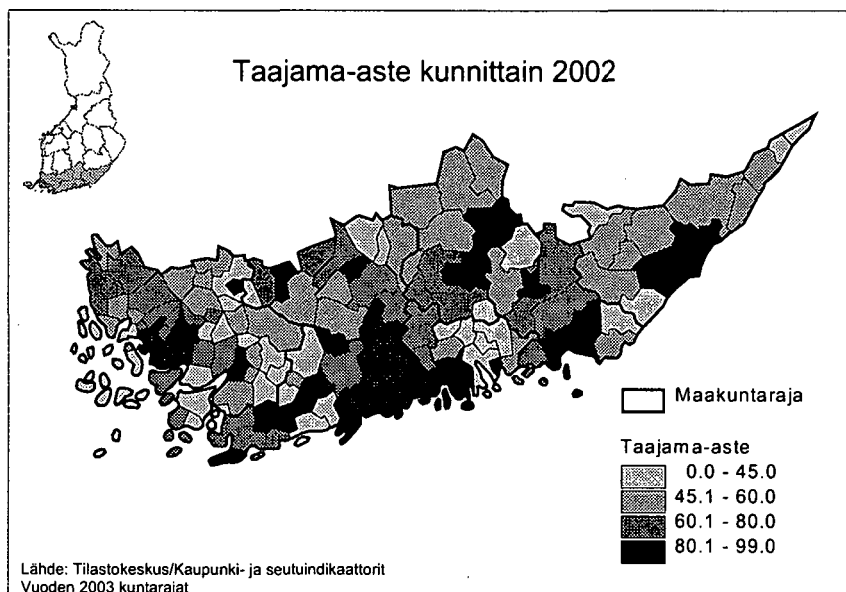 Taajama-aste kunnittain 2002
Maakuntaraja
Taajama-aste
0.0 - 45.0
45.1 - 60.0
60.1 - 80.0
80.1 - 99.0
Lähde: Tilastokeskus/Kaupunki- ja seutuindikaattorit
Vuoden 2003 kuntarajat